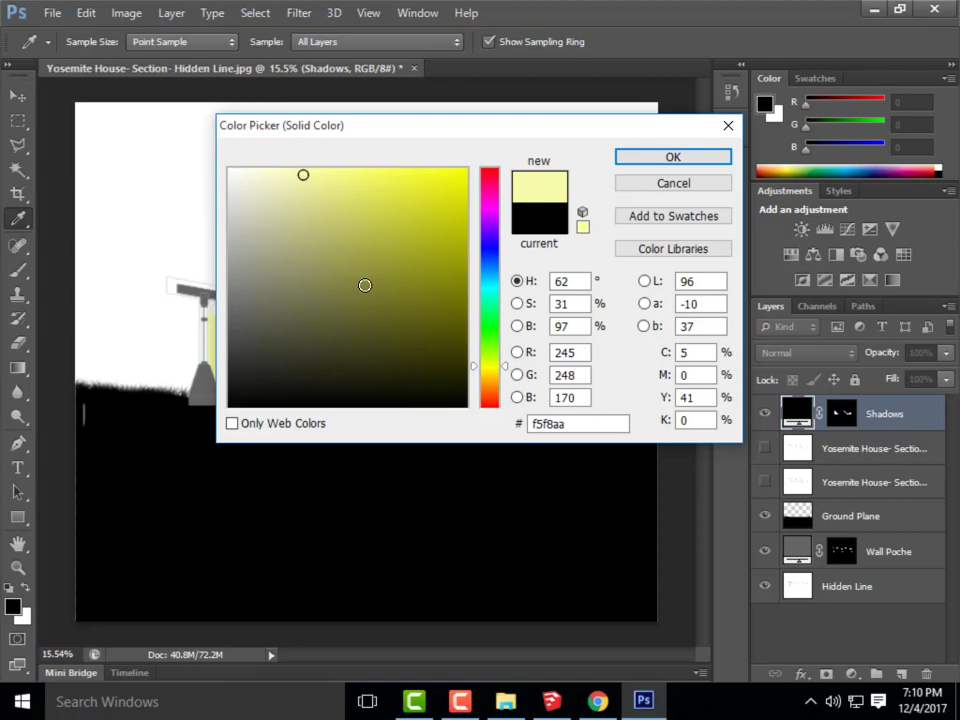 Ps File Edit Image Layer Type Select Filter 3D View Window Help
Sample Size: Point Sample Sample: All Layers Show Sampling Ring
Yosemite House- Section- Hidden Line.jpg @ 15.5% (Shadows, RGB/8#) * ×
Color Swatches
R 0
G 0
B 0
Adjustments Styles
Add an adjustment
Layers Channels Paths
Kind
Normal Opacity: 100%
Lock: Fill: 100%
Shadows
Yosemite House- Sectio...
Yosemite House- Sectio...
Ground Plane
Wall Poche
Hidden Line
Color Picker (Solid Color)
new
current
OK
Cancel
Add to Swatches
Color Libraries
H: 62 ° L: 96
S: 31 % a: -10
B: 97 % b: 37
R: 245 C: 5 %
G: 248 M: 0 %
B: 170 Y: 41 %
# f5f8aa K: 0 %
Only Web Colors
15.54% Doc: 40.8M/72.2M
Mini Bridge Timeline
Search Windows
Ps
7:10 PM
12/4/2017